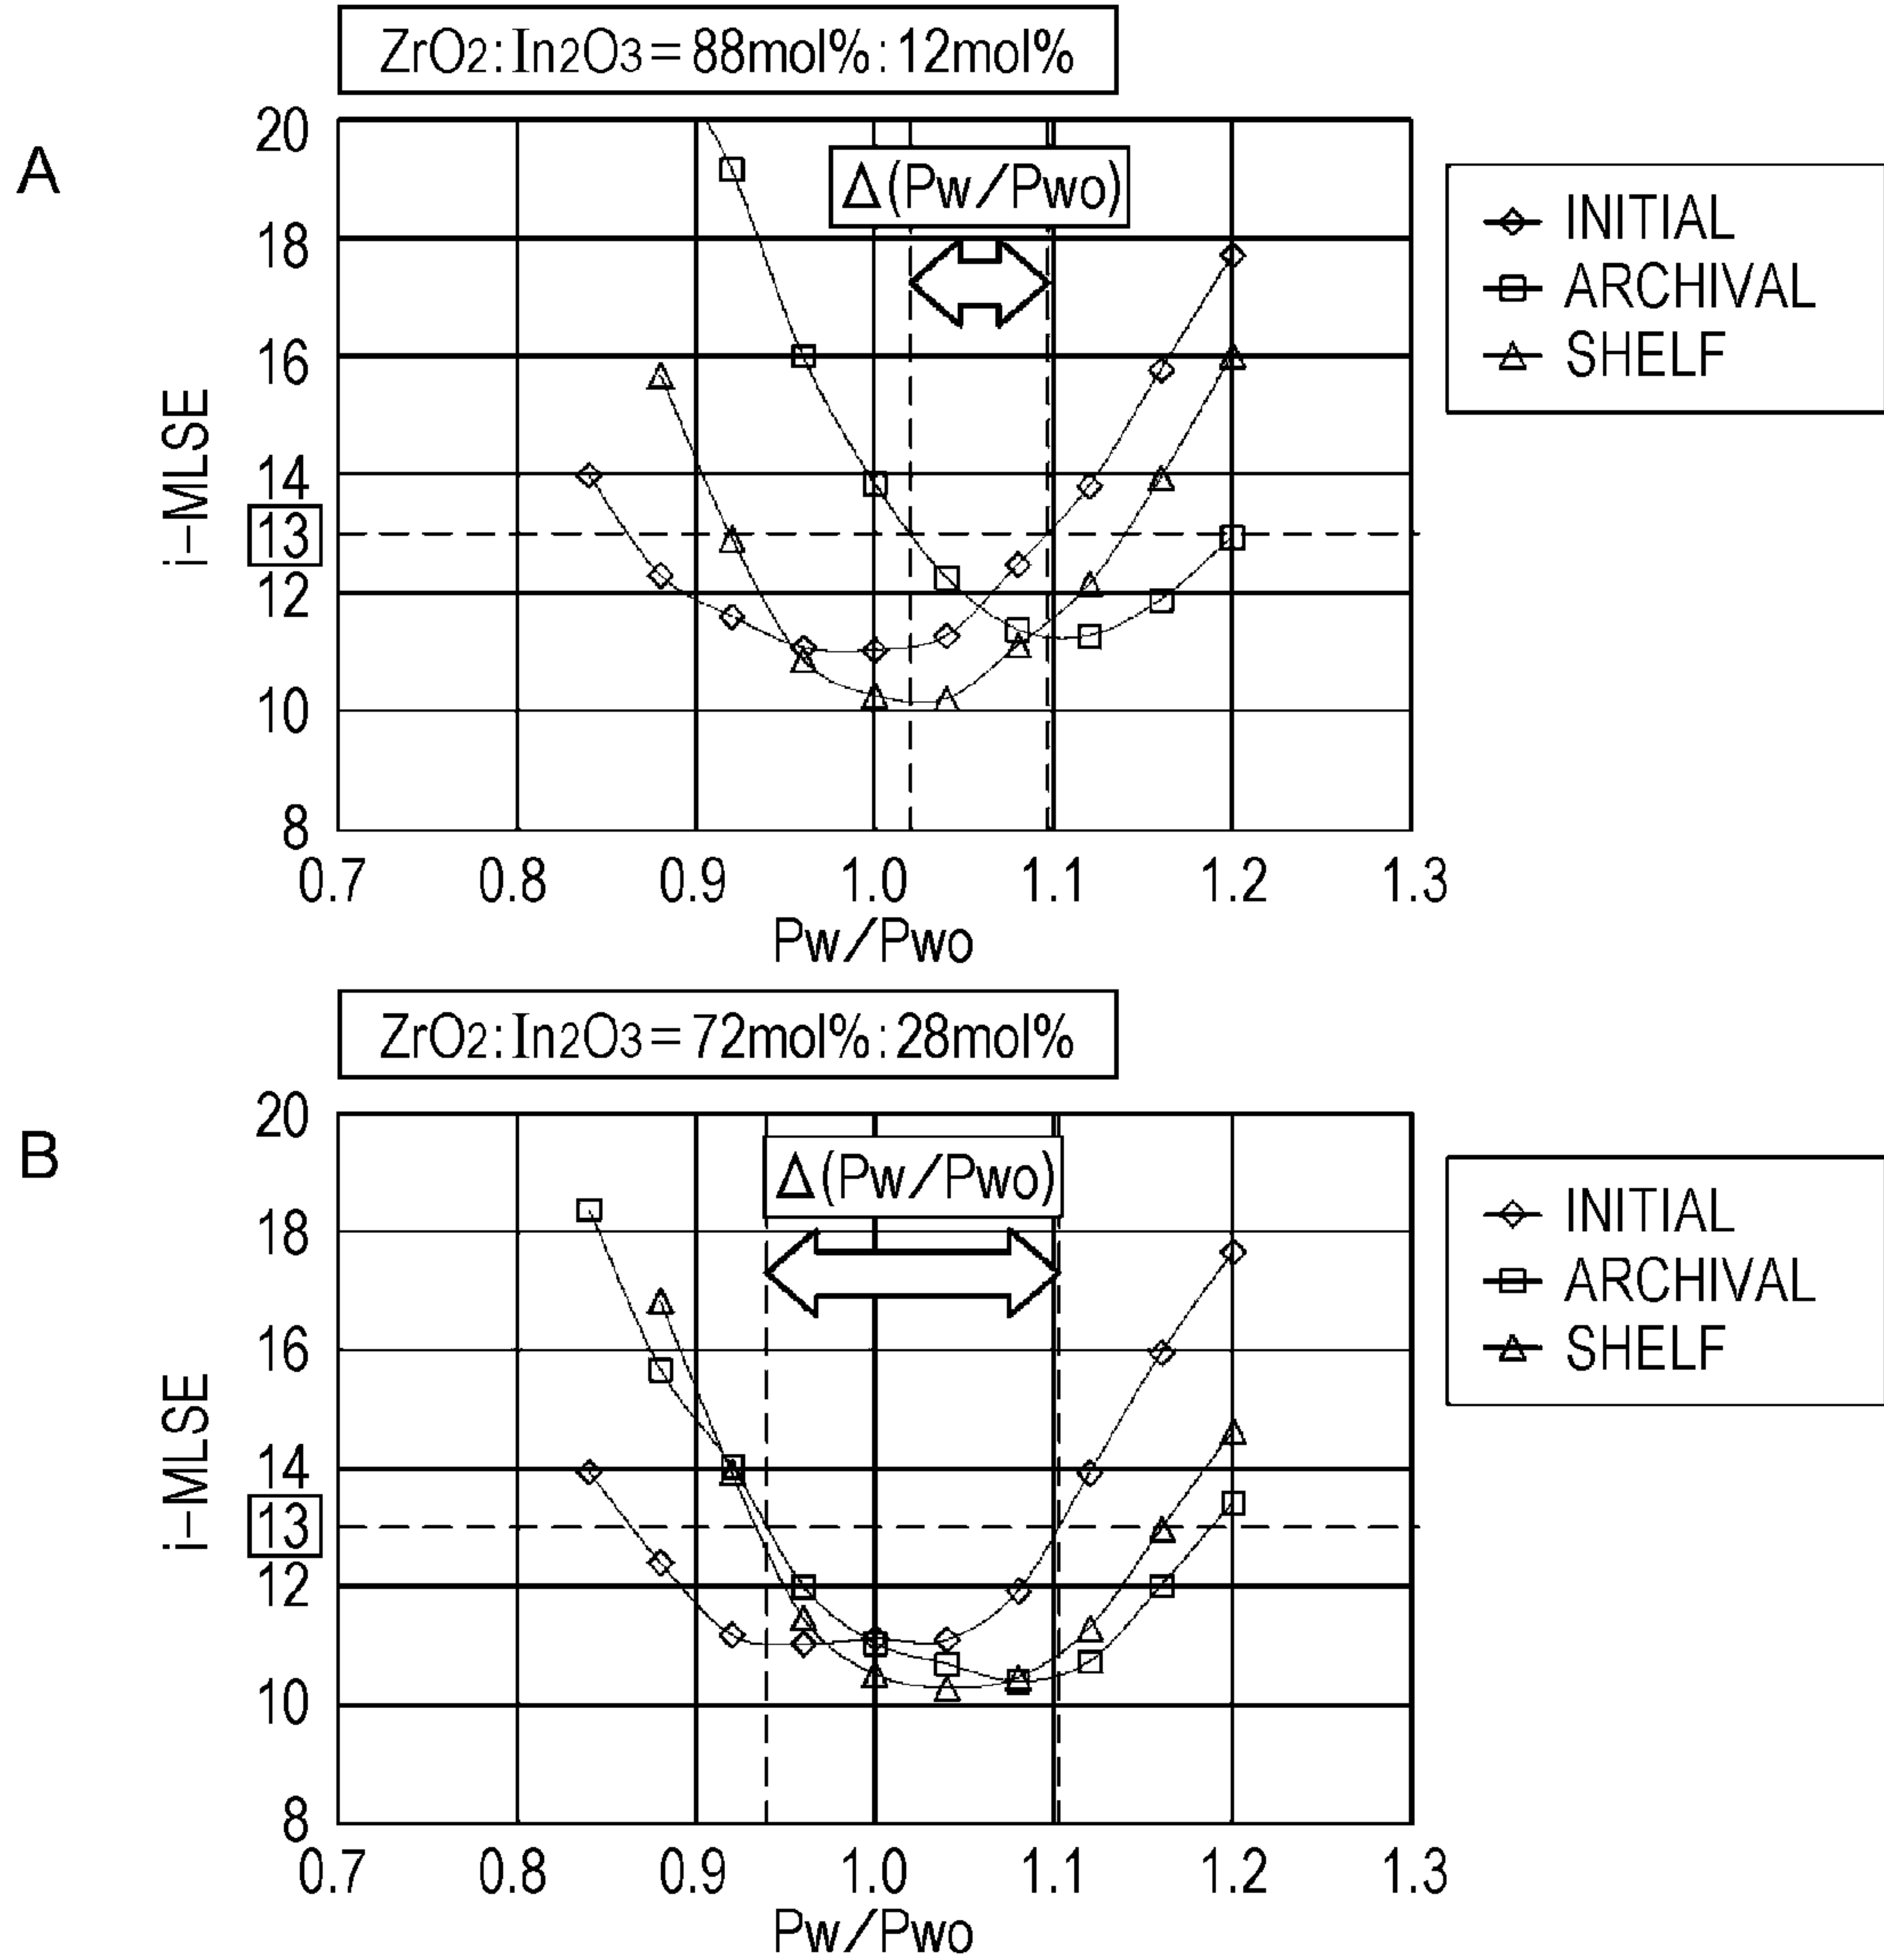 ZrO2:In2O3=88mol%:12mol%
A
20
18
16
14
13
12
10
8
i-MLSE
Δ(Pw/Pwo)
INITIAL
ARCHIVAL
SHELF
0.7 0.8 0.9 1.0 1.1 1.2 1.3
Pw/Pwo
ZrO2:In2O3=72mol%:28mol%
B
20
18
16
14
13
12
10
8
i-MLSE
Δ(Pw/Pwo)
INITIAL
ARCHIVAL
SHELF
0.7 0.8 0.9 1.0 1.1 1.2 1.3
Pw/Pwo